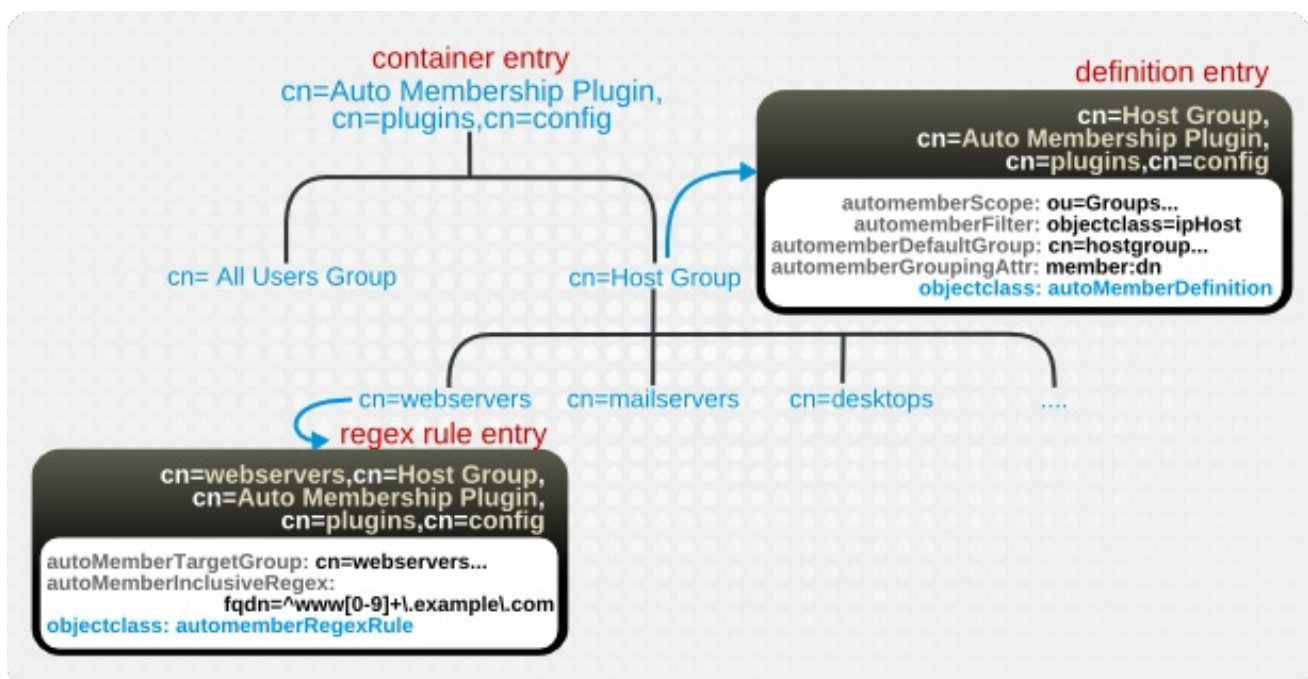 container entry
cn=Auto Membership Plugin,
cn=plugins,cn=config
definition entry
cn=Host Group,
cn=Auto Membership Plugin,
cn=plugins,cn=config
automemberScope: ou=Groups...
automemberFilter: objectclass=ipHost
automemberDefaultGroup: cn=hostgroup...
automemberGroupingAttr: member:dn
objectclass: autoMemberDefinition
cn= All Users Group
cn=Host Group
cn=webservers
cn=mailservers
cn=desktops
....
regex rule entry
cn=webservers,cn=Host Group,
cn=Auto Membership Plugin,
cn=plugins,cn=config
autoMemberTargetGroup: cn=webservers...
autoMemberInclusiveRegex:
fqdn=^www[0-9]+\.example\.com
objectclass: automemberRegexRule